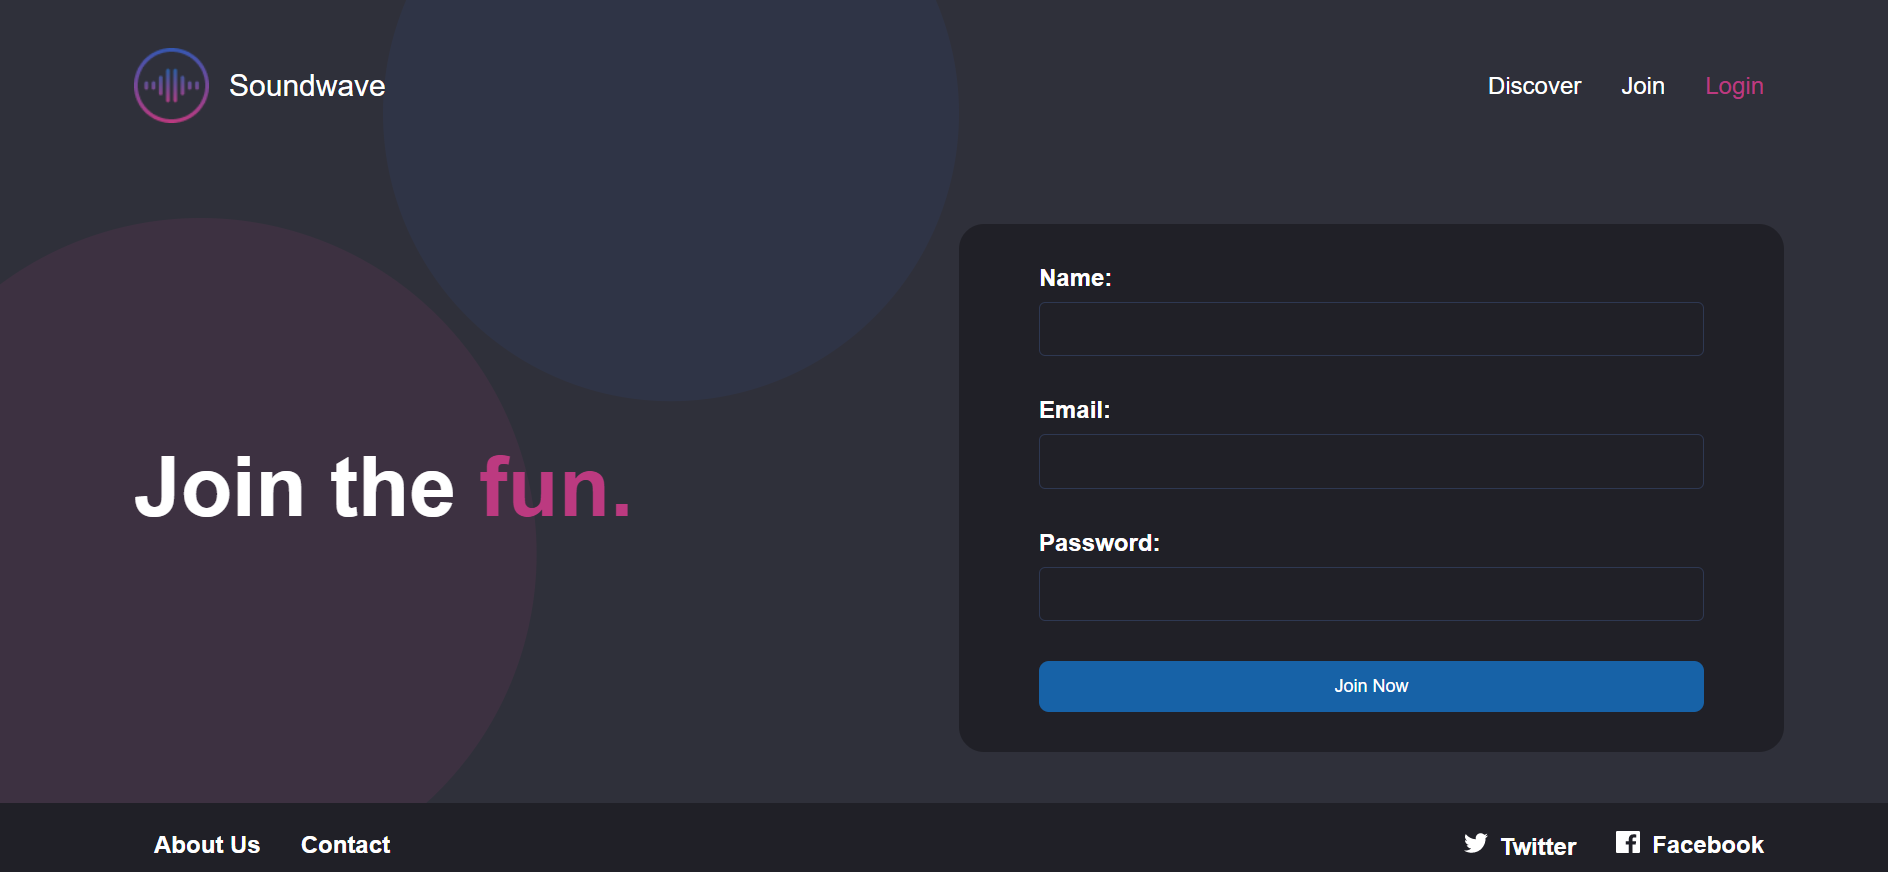 Soundwave
Discover Join Login
Join the fun.
Name:
Email:
Password:
Join Now
About Us Contact
Twitter Facebook